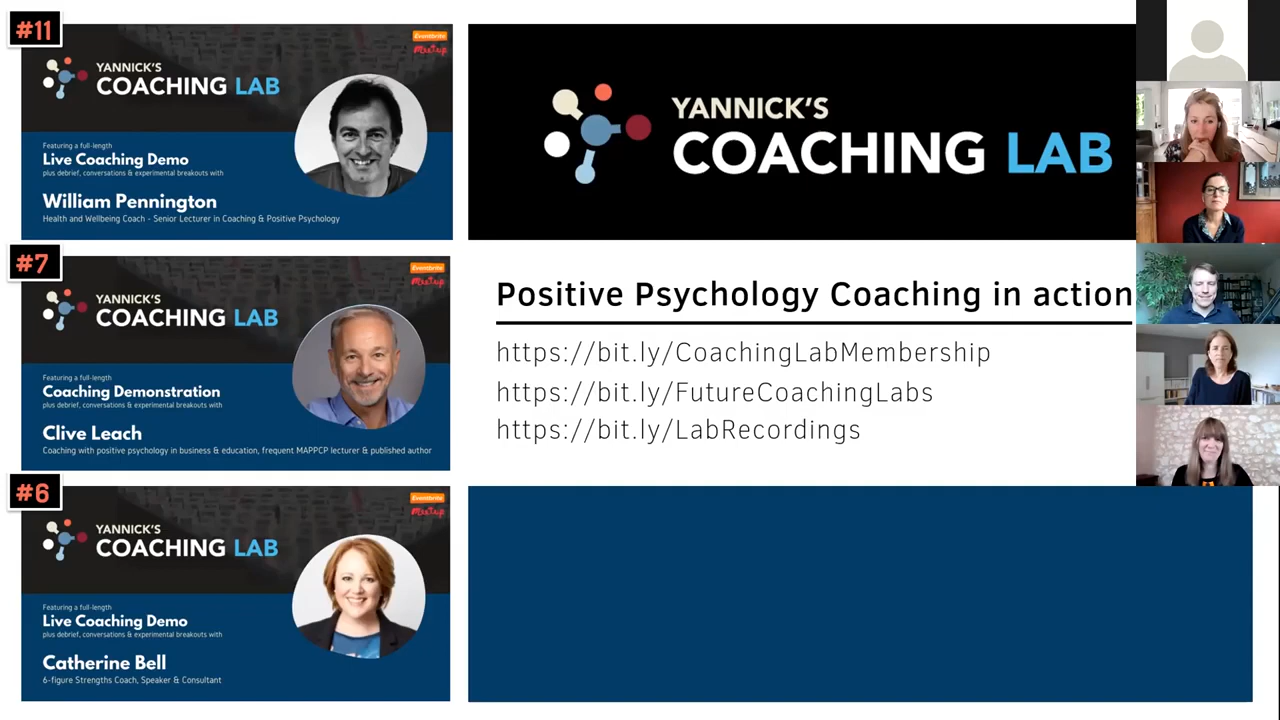 #11
Eventbrite
Meetup
YANNICK'S
COACHING LAB
Featuring a full-length
Live Coaching Demo
plus debrief, conversations & experimental breakouts with
William Pennington
Health and Wellbeing Coach - Senior Lecturer in Coaching & Positive Psychology
#7
Eventbrite
Meetup
YANNICK'S
COACHING LAB
Featuring a full-length
Coaching Demonstration
plus debrief, conversations & experimental breakouts with
Clive Leach
Coaching with positive psychology in business & education, frequent MAPPCP lecturer & published author
#6
Eventbrite
Meetup
YANNICK'S
COACHING LAB
Featuring a full-length
Live Coaching Demo
plus debrief, conversations & experimental breakouts with
Catherine Bell
6-figure Strengths Coach, Speaker & Consultant
YANNICK'S
COACHING LAB
Positive Psychology Coaching in action
https://bit.ly/CoachingLabMembership
https://bit.ly/FutureCoachingLabs
https://bit.ly/LabRecordings